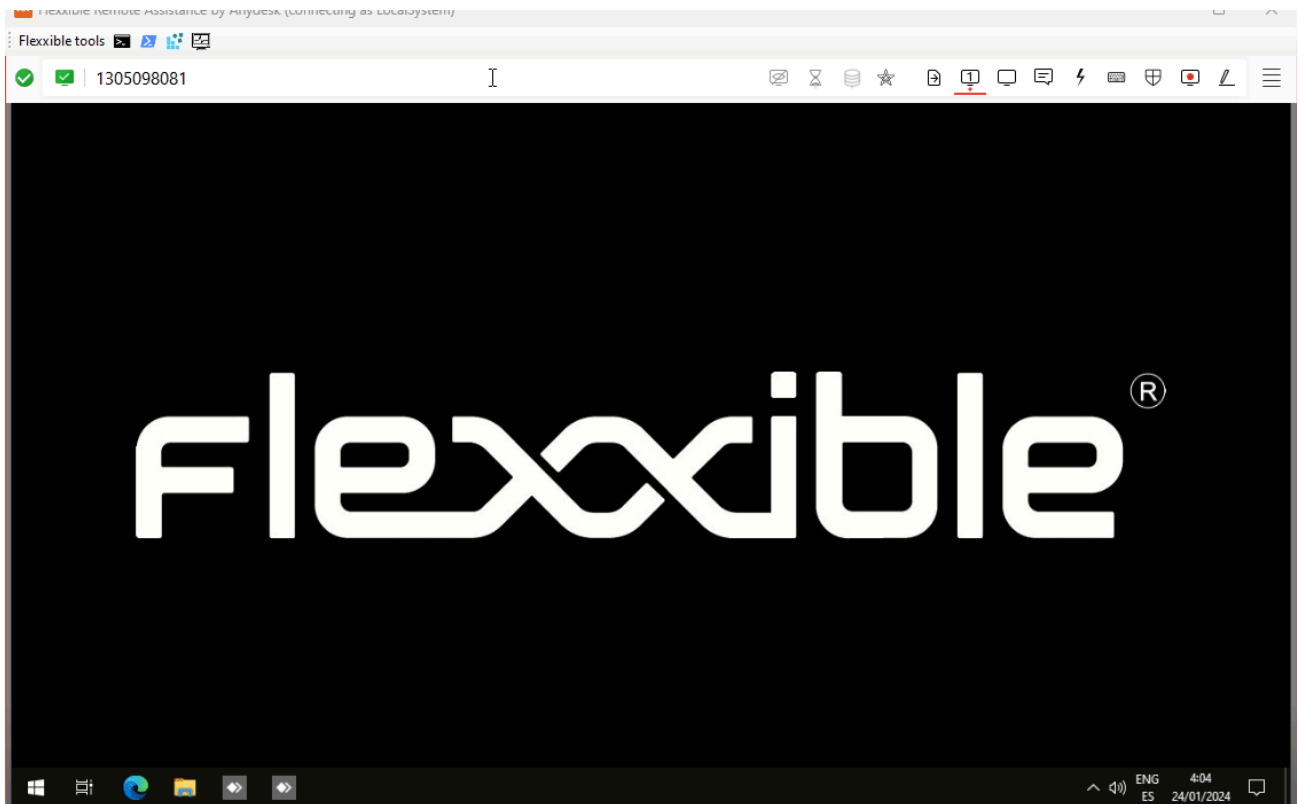 Flexxible Remote Assistance by Anydesk (connecting as LocalSystem)
Flexxible tools
1305098081
1
Flexxible®
ENG
ES
4:04
24/01/2024